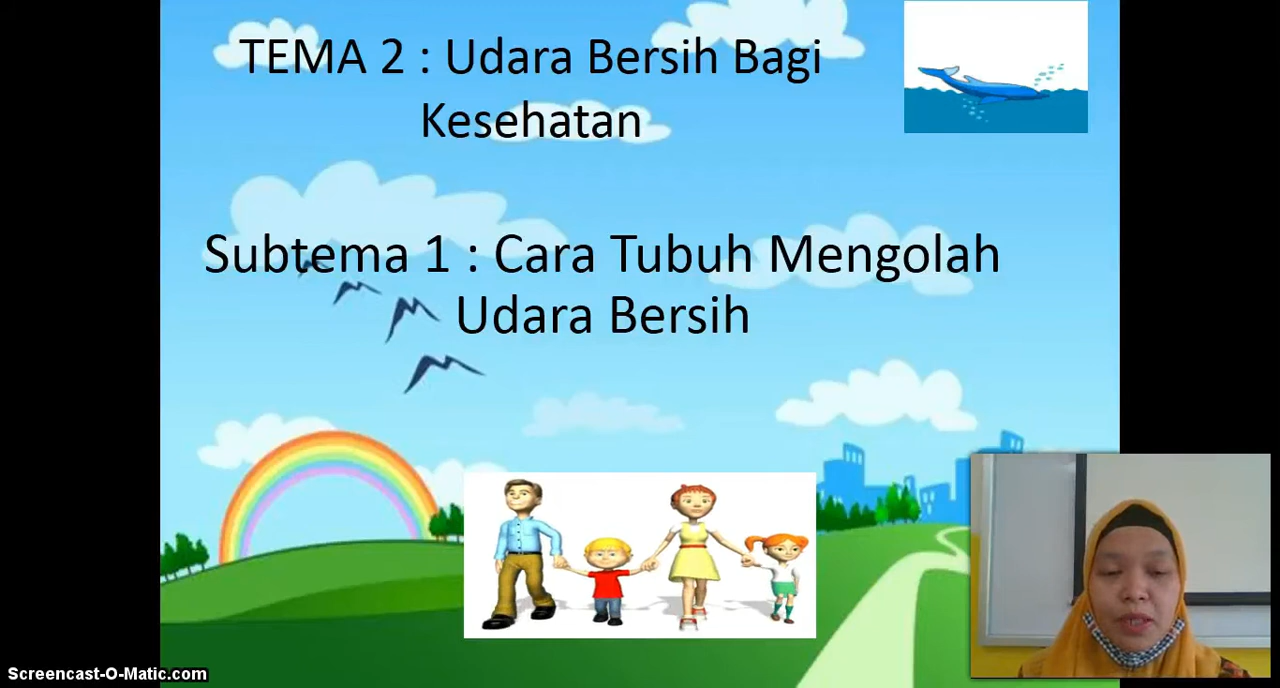 TEMA 2 : Udara Bersih Bagi
Kesehatan
Subtema 1 : Cara Tubuh Mengolah
Udara Bersih
Screencast-O-Matic.com